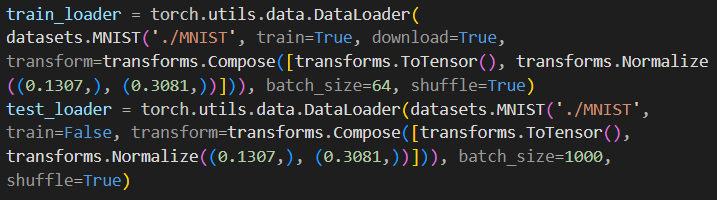 train_loader = torch.utils.data.DataLoader(
datasets.MNIST('./MNIST', train=True, download=True,
transform=transforms.Compose([transforms.ToTensor(), transforms.Normalize
((0.1307,), (0.3081,))])), batch_size=64, shuffle=True)
test_loader = torch.utils.data.DataLoader(datasets.MNIST('./MNIST',
train=False, transform=transforms.Compose([transforms.ToTensor(),
transforms.Normalize((0.1307,), (0.3081,))])), batch_size=1000,
shuffle=True)